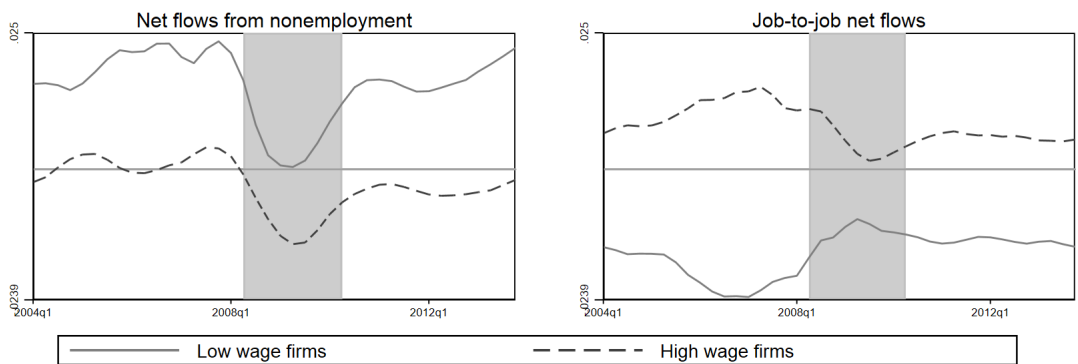 Net flows from nonemployment
.025
.0239
2004q1 2008q1 2012q1
Job-to-job net flows
.025
.0239
2004q1 2008q1 2012q1
Low wage firms High wage firms